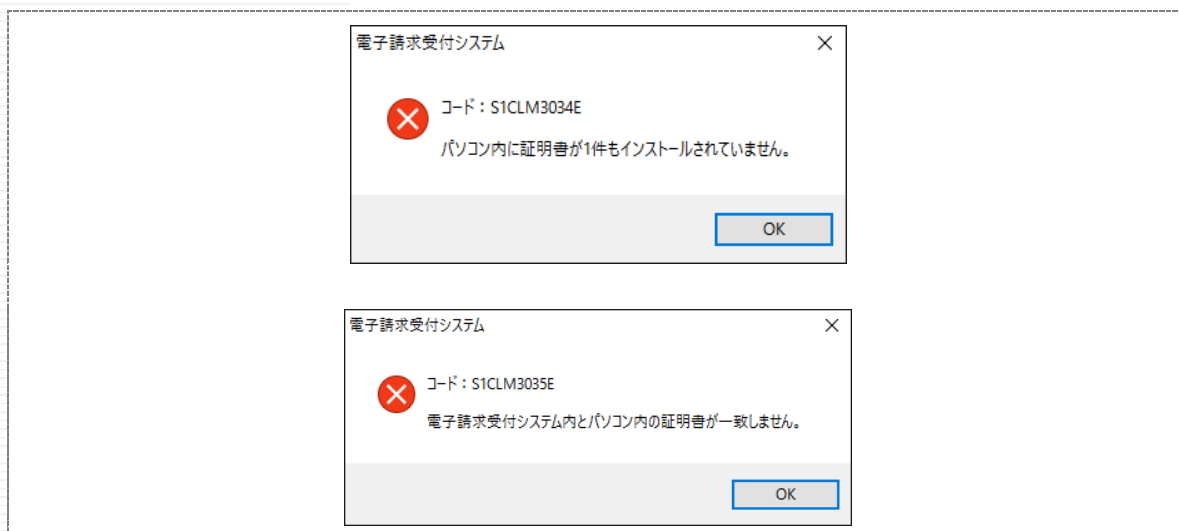 電子請求受付システム
コード：S1CLM3034E
パソコン内に証明書が1件もインストールされていません。
OK
電子請求受付システム
コード：S1CLM3035E
電子請求受付システム内とパソコン内の証明書が一致しません。
OK